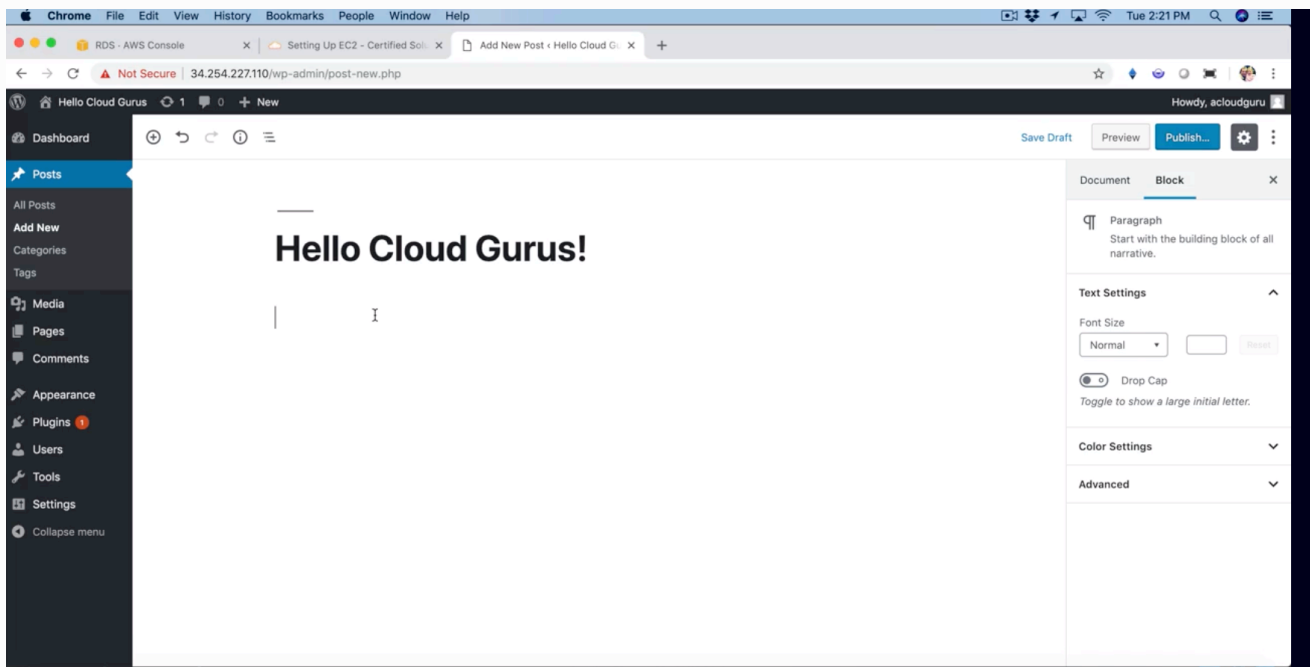 Chrome File Edit View History Bookmarks People Window Help Tue 2:21 PM
RDS · AWS Console Setting Up EC2 - Certified Solu Add New Post ‹ Hello Cloud Gu
Not Secure 34.254.227.110/wp-admin/post-new.php
Hello Cloud Gurus 1 0 + New Howdy, acloudguru
Dashboard
Save Draft Preview Publish...
Posts
All Posts
Add New
Categories
Tags
Media
Pages
Comments
Appearance
Plugins 1
Users
Tools
Settings
Collapse menu
Hello Cloud Gurus!
Document Block
Paragraph
Start with the building block of all
narrative.
Text Settings
Font Size
Normal Reset
Drop Cap
Toggle to show a large initial letter.
Color Settings
Advanced